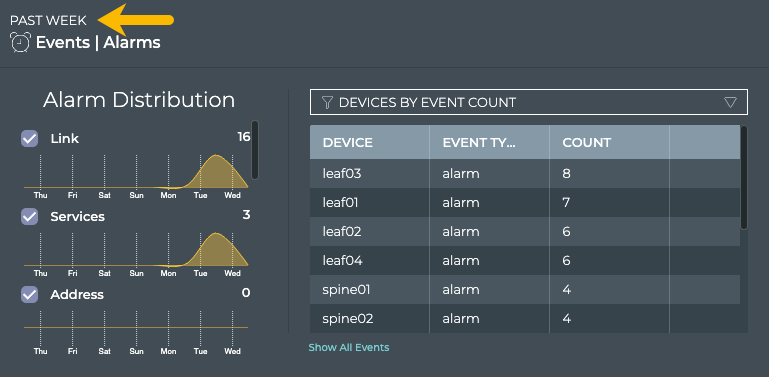 PAST WEEK
Events | Alarms
Alarm Distribution
Link 16
Thu Fri Sat Sun Mon Tue Wed
Services 3
Thu Fri Sat Sun Mon Tue Wed
Address 0
Thu Fri Sat Sun Mon Tue Wed
DEVICES BY EVENT COUNT
DEVICE EVENT TY... COUNT
leaf03 alarm 8
leaf01 alarm 7
leaf02 alarm 6
leaf04 alarm 6
spine01 alarm 4
spine02 alarm 4
Show All Events